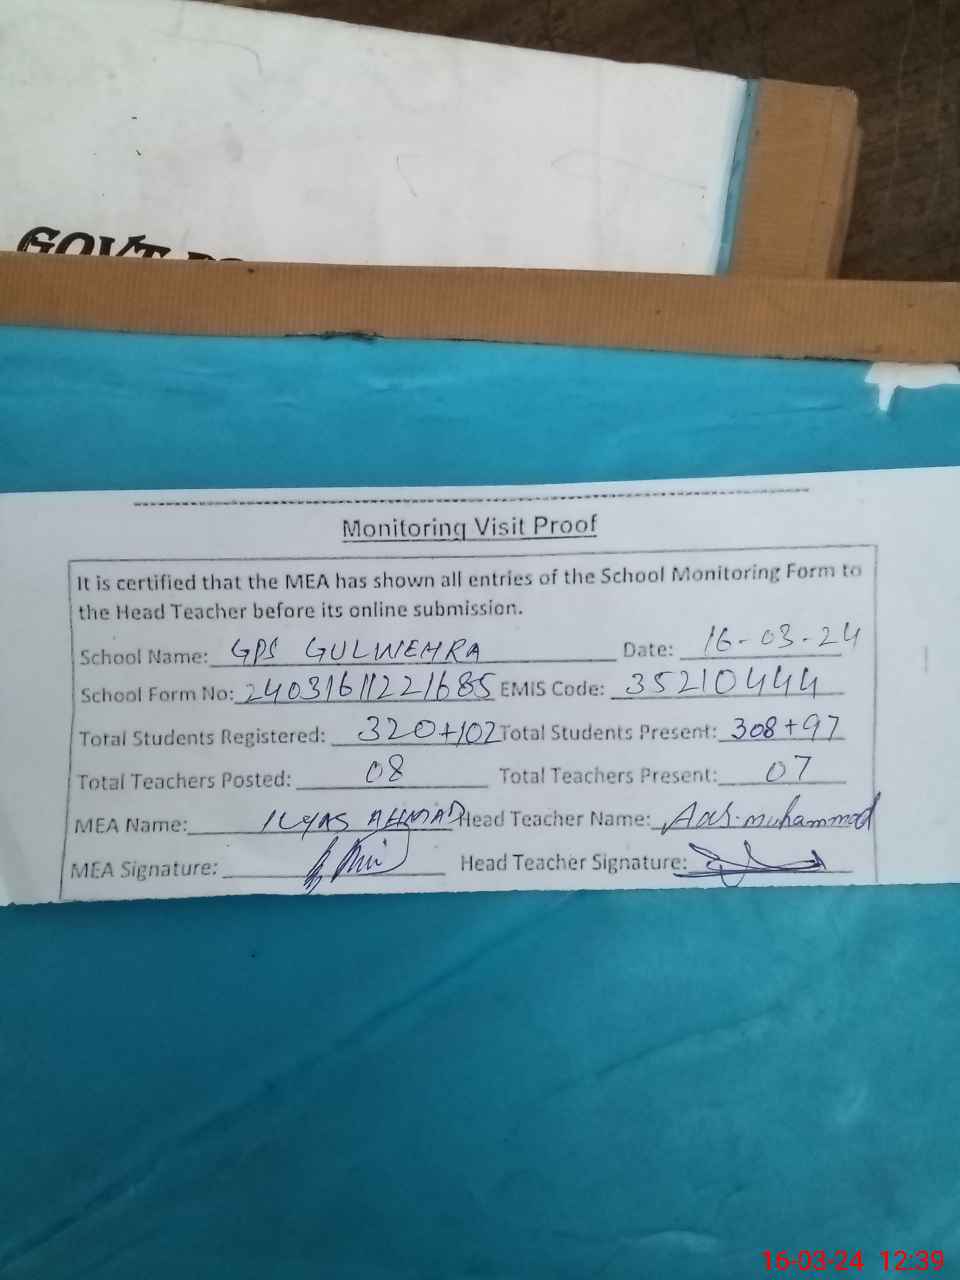 GOVT
Monitoring Visit Proof
It is certified that the MEA has shown all entries of the School Monitoring Form to
the Head Teacher before its online submission.
School Name: GPS GULWEHRA Date: 16-03-24
School Form No: 24031611221685 EMIS Code: 35210444
Total Students Registered: 320+102 Total Students Present: 308+97
Total Teachers Posted: 08 Total Teachers Present: 07
MEA Name: ILYAS AHMAD Head Teacher Name: Aas.muhammad
MEA Signature: Head Teacher Signature:
16-03-24 12:39